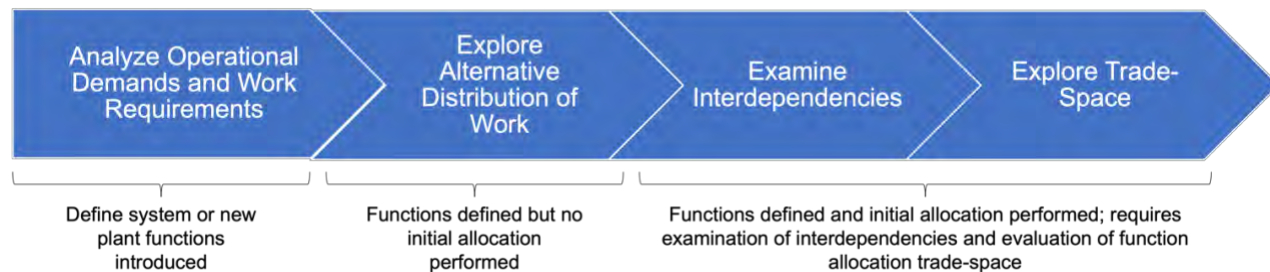 Analyze Operational
Demands and Work
Requirements
Explore
Alternative
Distribution of
Work
Examine
Interdependencies
Explore Trade-
Space
Define system or new
plant functions
introduced
Functions defined but no
initial allocation
performed
Functions defined and initial allocation performed; requires
examination of interdependencies and evaluation of function
allocation trade-space